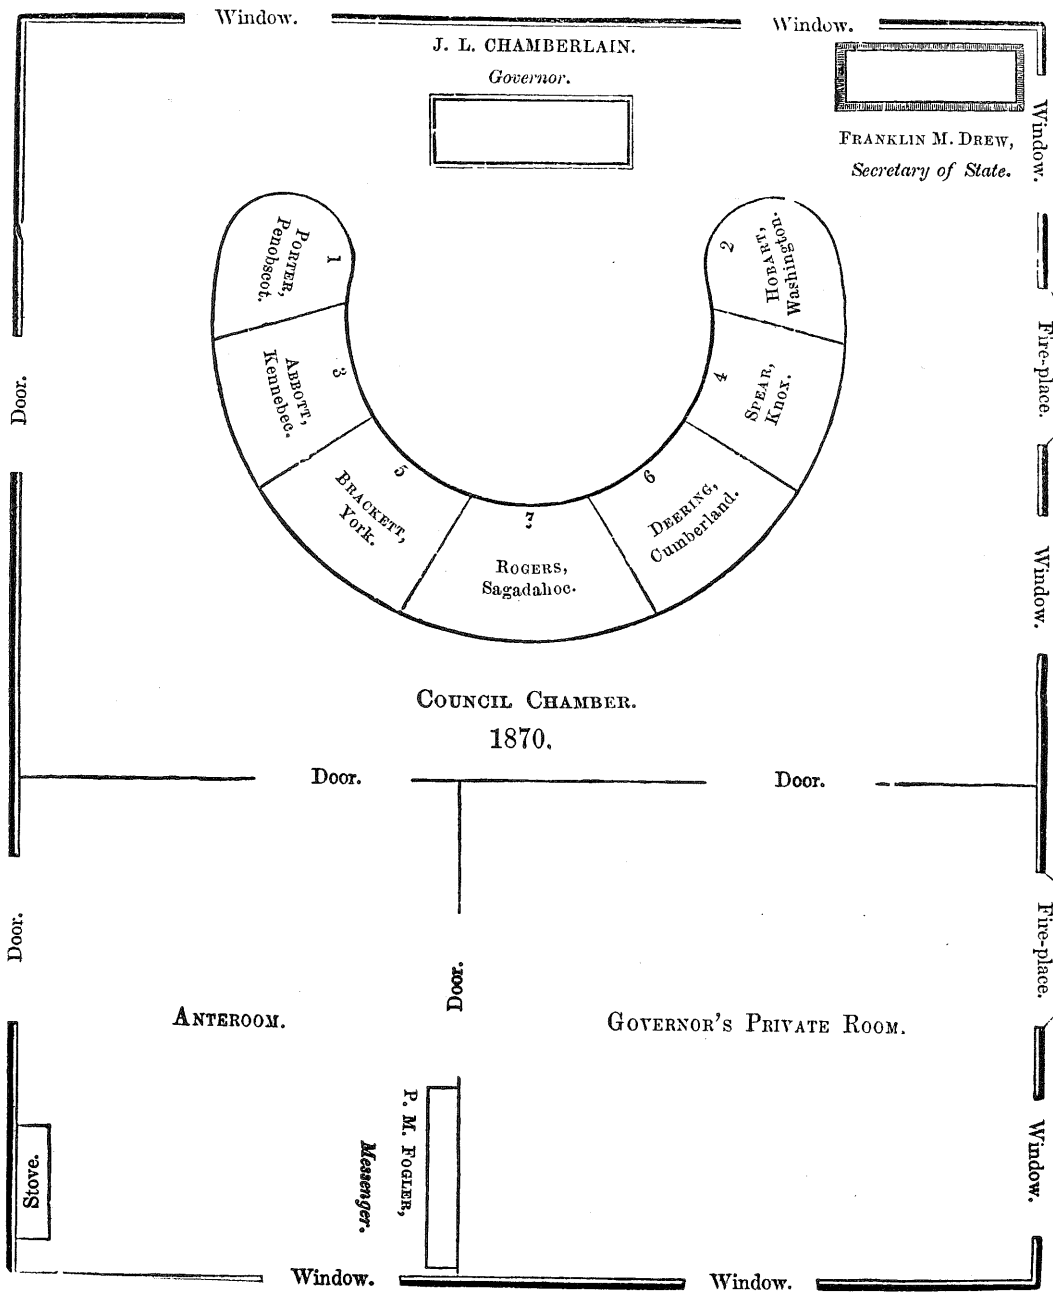 Window.
Window.
J. L. CHAMBERLAIN.
Governor.
FRANKLIN M. DREW,
Secretary of State.
Window.
1
PORTER,
Penobscot.
2
HOBART,
Washington.
3
ABBOTT,
Kennebec.
4
SPEAR,
Knox.
5
BRACKETT,
York.
6
DEERING,
Cumberland.
7
ROGERS,
Sagadahoc.
Door.
Fire-place.
Window.
COUNCIL CHAMBER.
1870.
Door.
Door.
Door.
Door.
Fire-place.
ANTEROOM.
GOVERNOR'S PRIVATE ROOM.
P. M. FOGLER,
Messenger.
Stove.
Window.
Window.
Window.